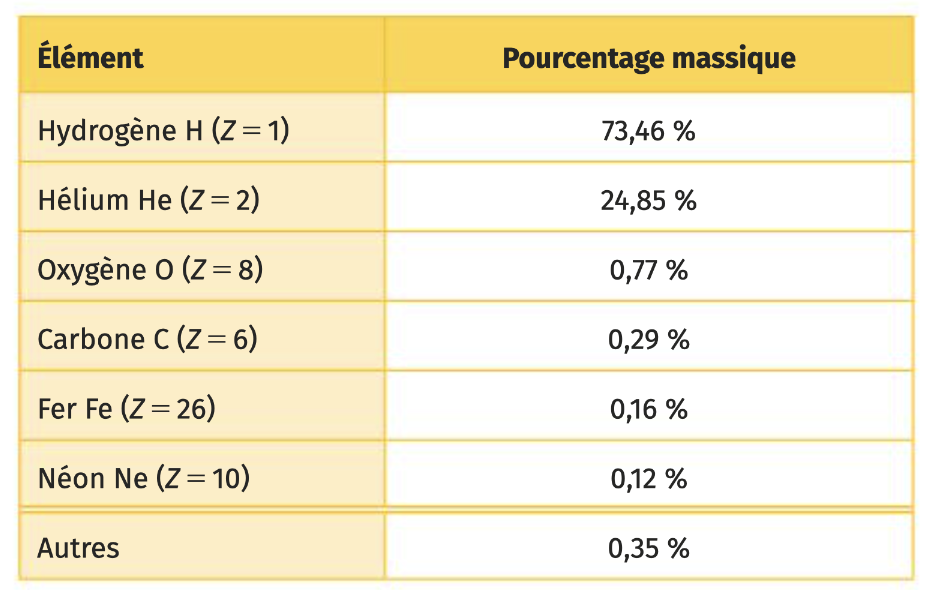 Élément Pourcentage massique
Hydrogène H (Z = 1) 73,46 %
Hélium He (Z = 2) 24,85 %
Oxygène O (Z = 8) 0,77 %
Carbone C (Z = 6) 0,29 %
Fer Fe (Z = 26) 0,16 %
Néon Ne (Z = 10) 0,12 %
Autres 0,35 %